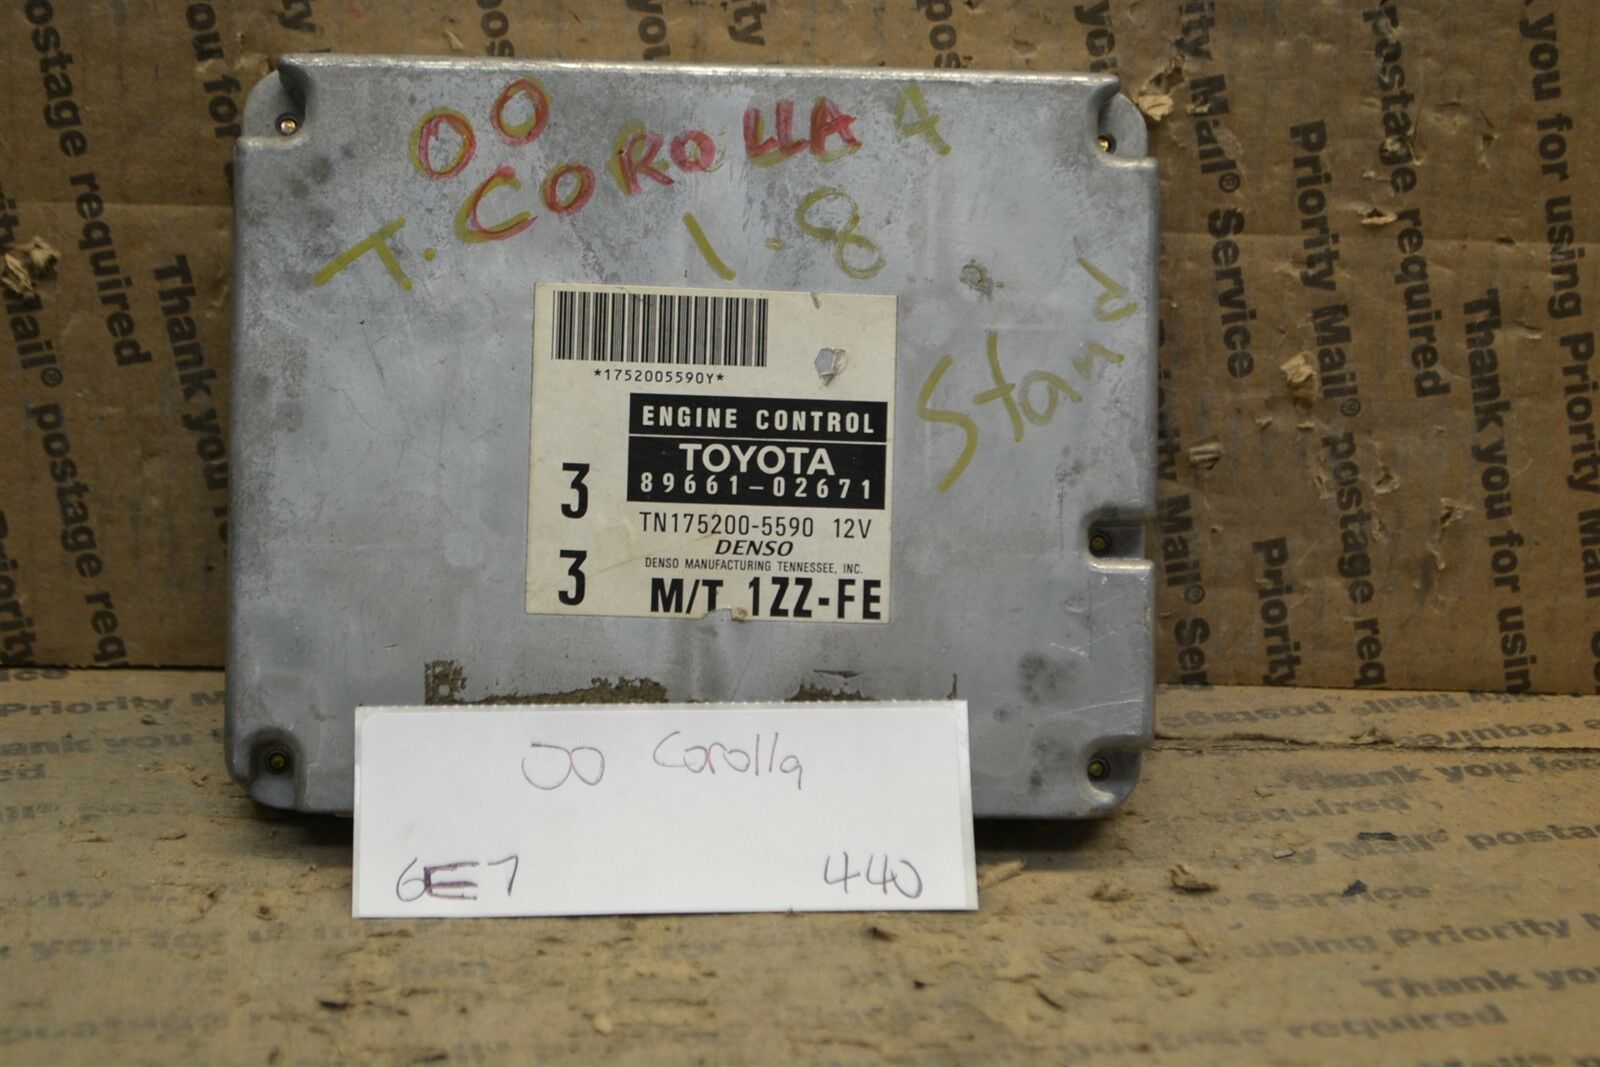 00
T. COROLLA
1.8
Stand
*1752005590Y*
ENGINE CONTROL
TOYOTA
89661-02671
3
TN175200-5590 12V
DENSO
DENSO MANUFACTURING TENNESSEE, INC.
3
M/T 1ZZ-FE
00 Corolla
6E7
440
Thank you for using
Priority Mail® Service
Priority Mail® postage
required